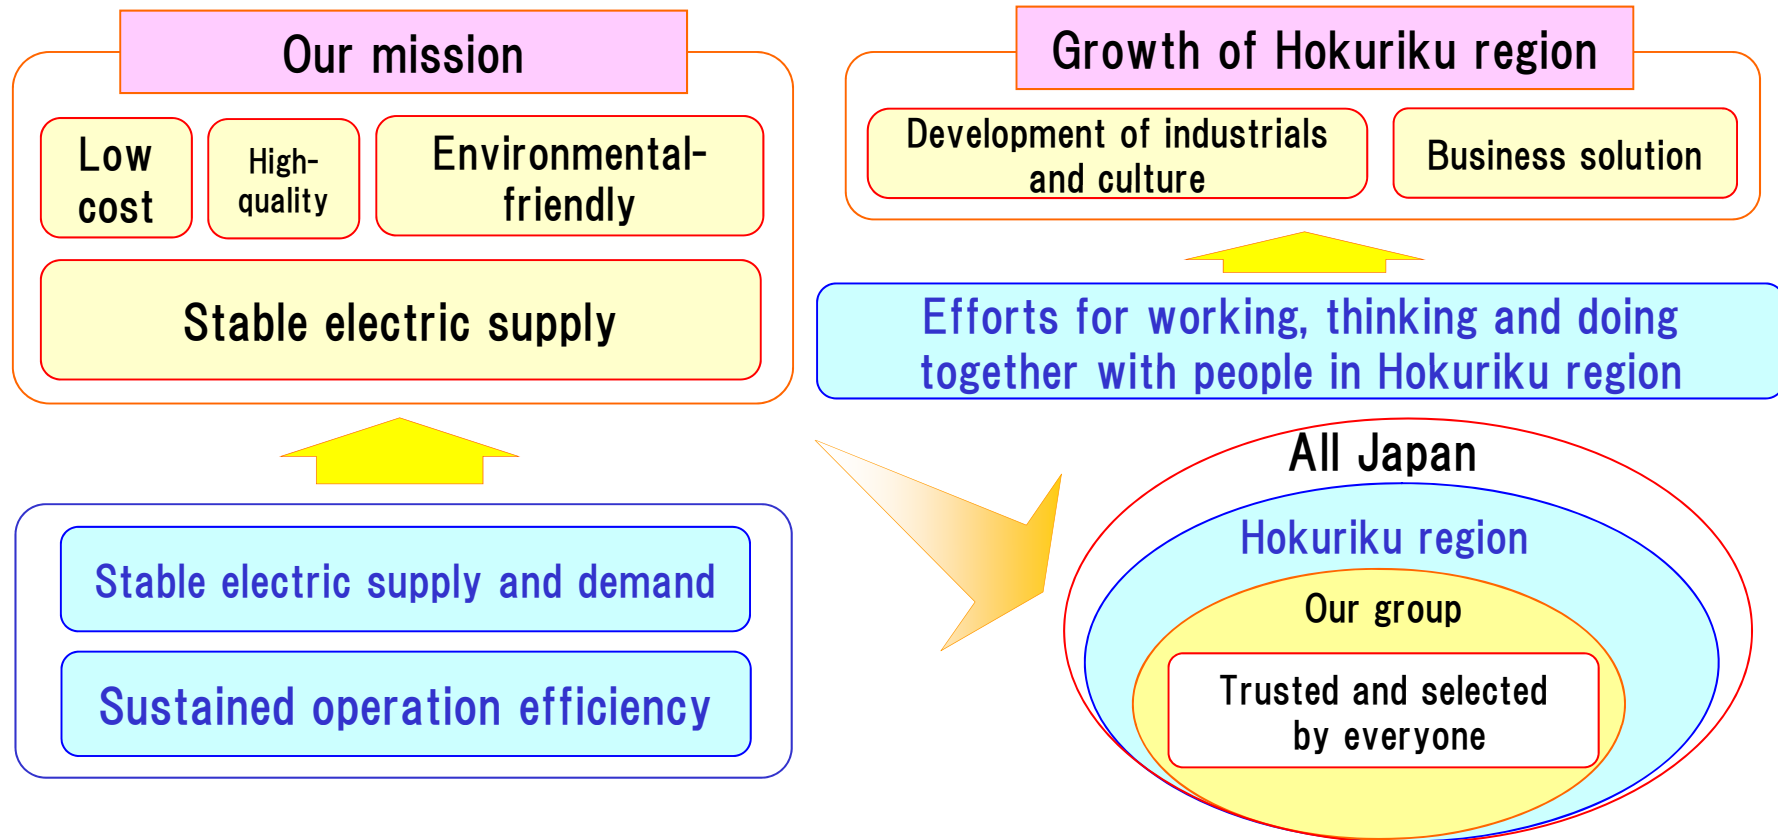 Our mission
Low
cost
High-
quality
Environmental-
friendly
Stable electric supply
Stable electric supply and demand
Sustained operation efficiency
Growth of Hokuriku region
Development of industrials
and culture
Business solution
Efforts for working, thinking and doing
together with people in Hokuriku region
All Japan
Hokuriku region
Our group
Trusted and selected
by everyone